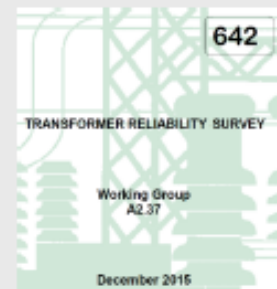 642
TRANSFORMER RELIABILITY SURVEY
Working Group
A2.37
December 2015